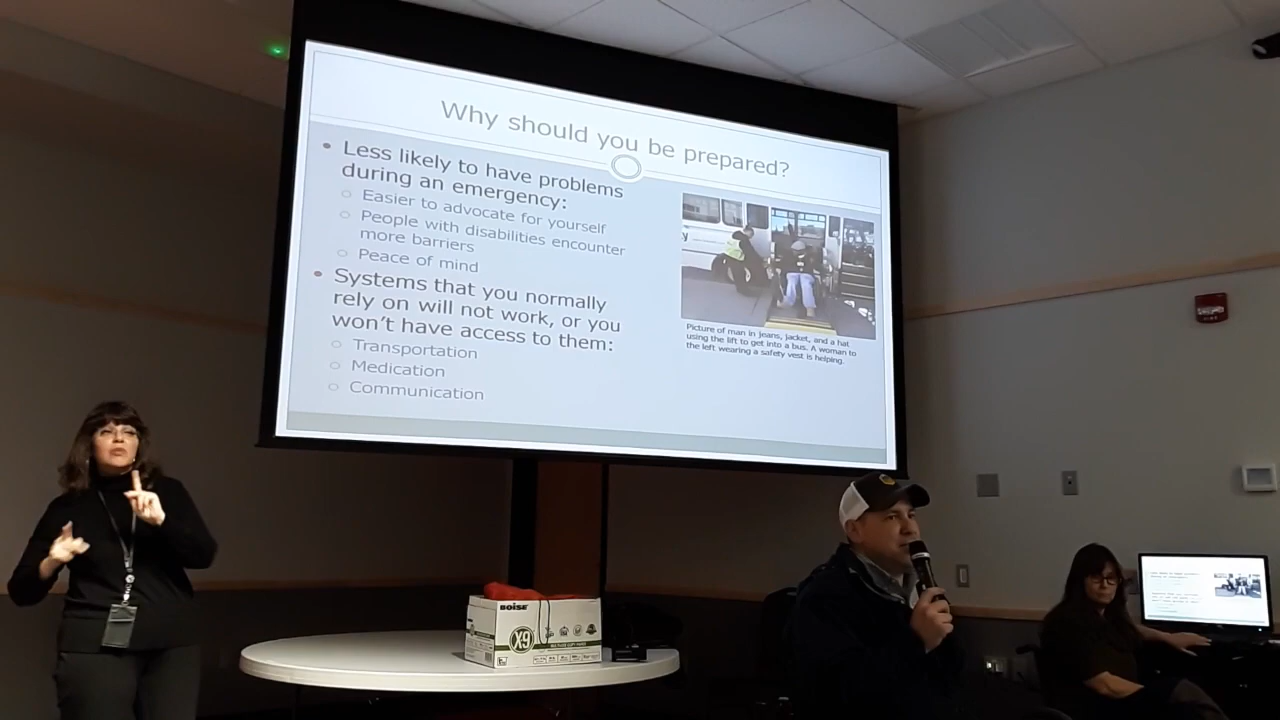 Why should you be prepared?
• Less likely to have problems
during an emergency:
○ Easier to advocate for yourself
○ People with disabilities encounter
more barriers
○ Peace of mind
• Systems that you normally
rely on will not work, or you
won't have access to them:
○ Transportation
○ Medication
○ Communication
Picture of man in jeans, jacket, and a hat
using the lift to get into a bus. A woman to
the left wearing a safety vest is helping.
BOISE
X-9